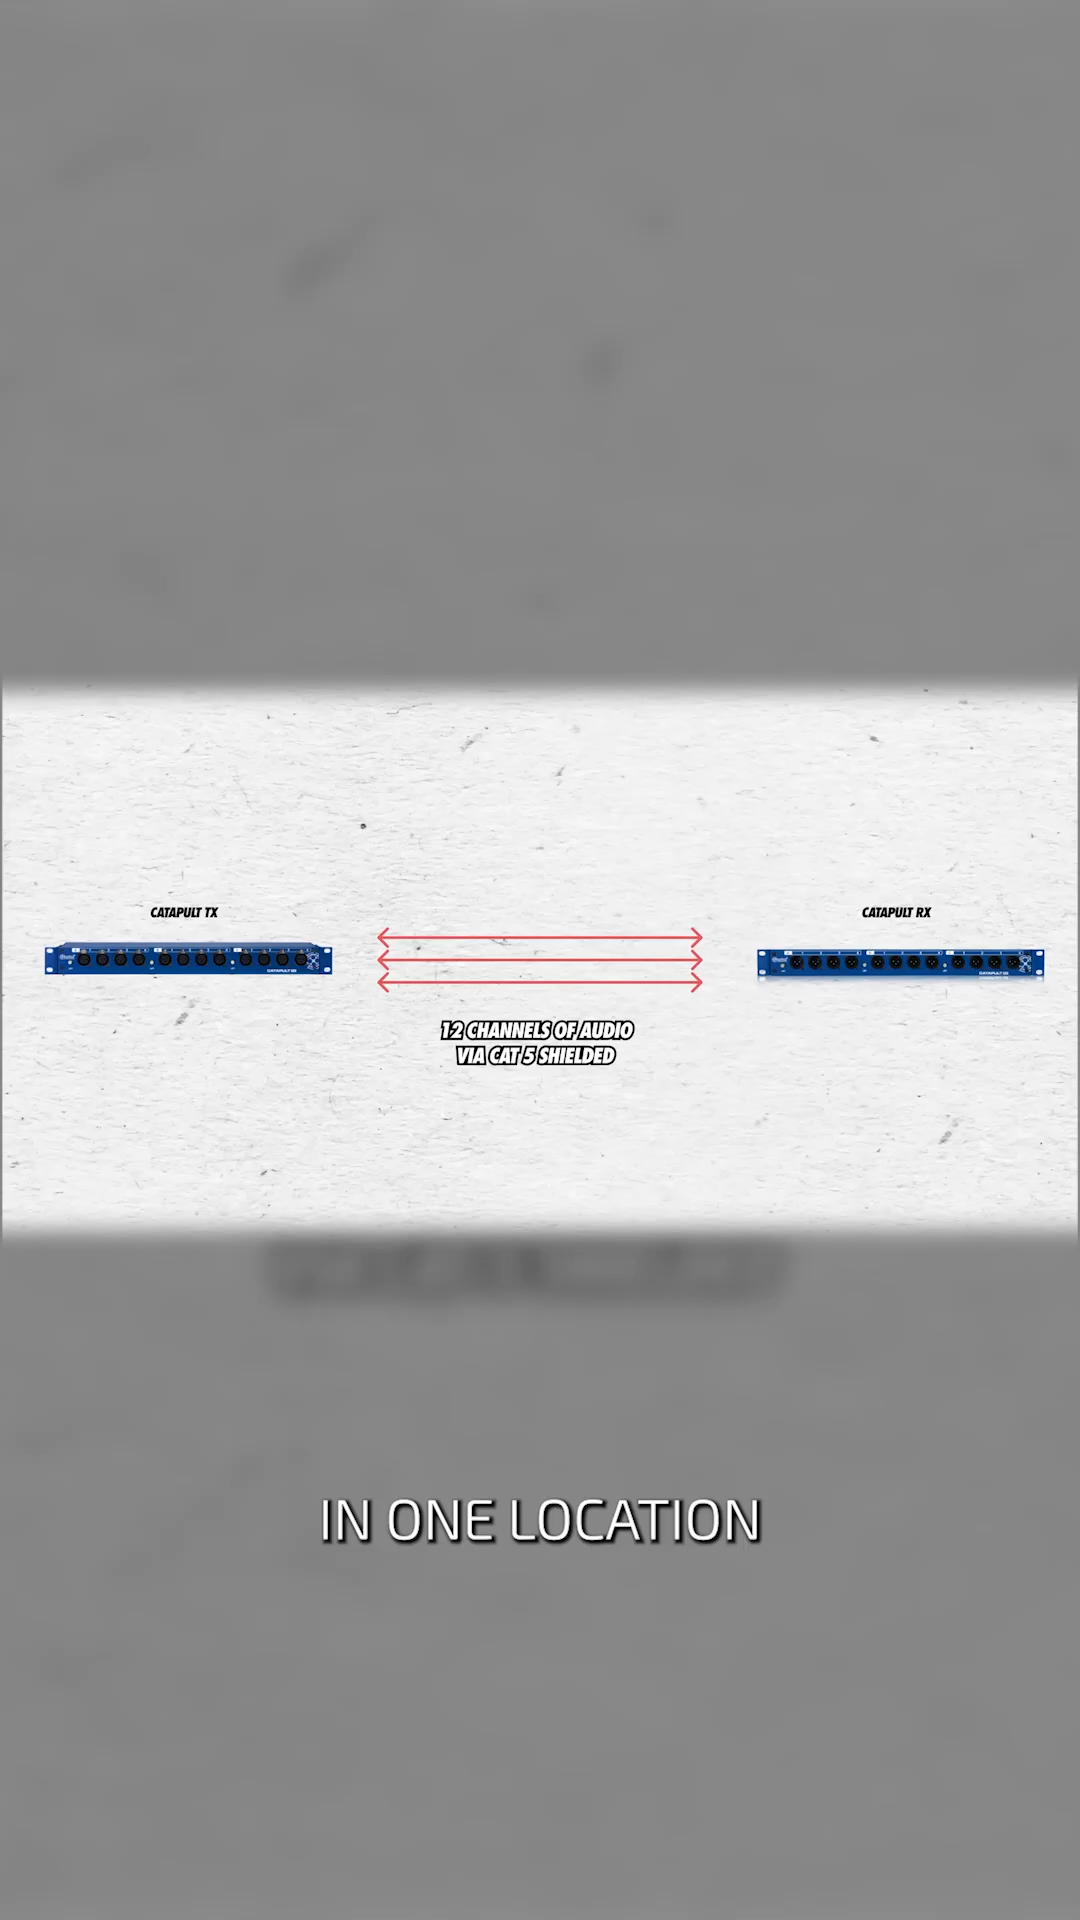 CATAPULT TX
CATAPULT RX
12 CHANNELS OF AUDIO
VIA CAT 5 SHIELDED
IN ONE LOCATION